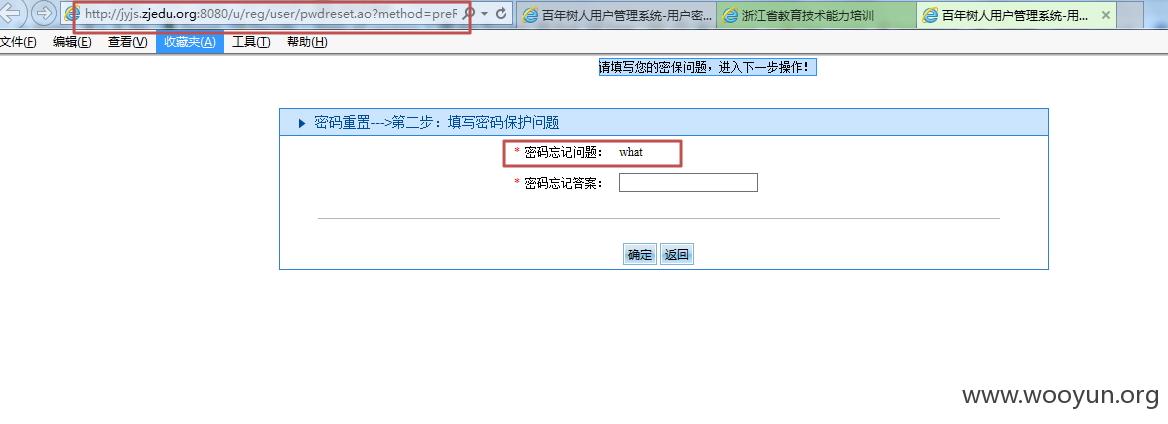 http://jyjs.zjedu.org:8080/u/reg/user/pwdreset.ao?method=preF
百年树人用户管理系统-用户密...
浙江省教育技术能力培训
百年树人用户管理系统-用...
文件(F) 编辑(E) 查看(V) 收藏夹(A) 工具(T) 帮助(H)
请填写您的密保问题，进入下一步操作！
密码重置--->第二步：填写密码保护问题
* 密码忘记问题： what
* 密码忘记答案：
确定 返回
www.wooyun.org